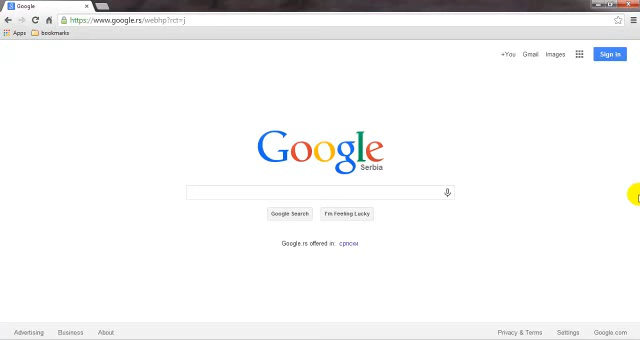 Google
https://www.google.rs/webhp?rct=j
Apps bookmarks
+You Gmail Images Sign in
Google
Serbia
Google Search I'm Feeling Lucky
Google.rs offered in: српски
Advertising Business About Privacy & Terms Settings Google.com